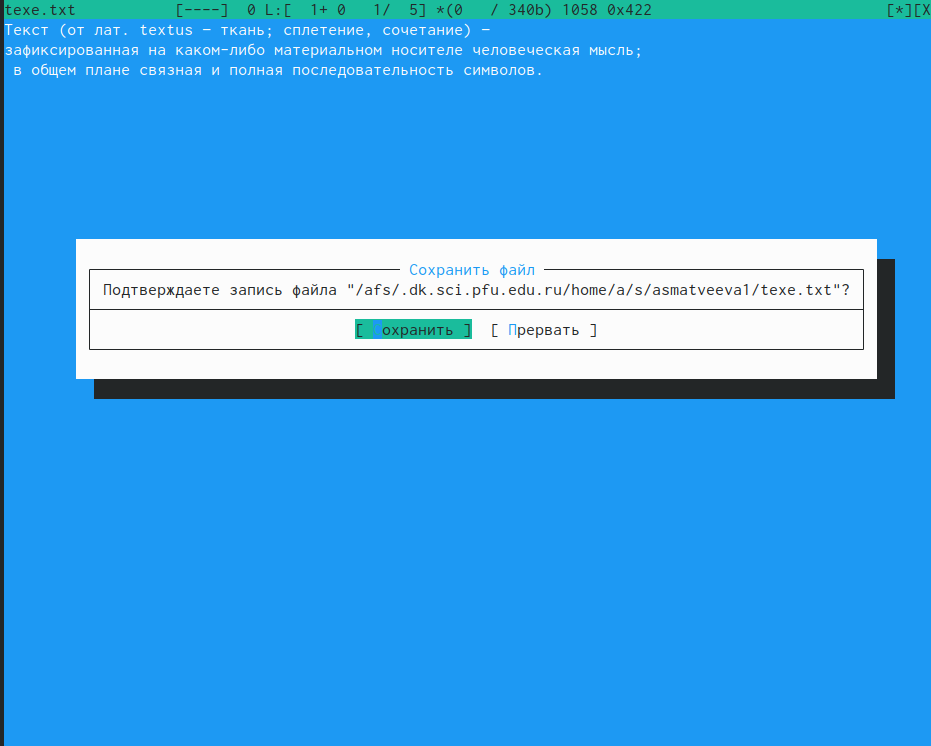 texe.txt [----] 0 L:[ 1+ 0 1/ 5] *(0 / 340b) 1058 0x422 [*][X
Текст (от лат. textus — ткань; сплетение, сочетание) —
зафиксированная на каком-либо материальном носителе человеческая мысль;
в общем плане связная и полная последовательность символов.
Сохранить файл
Подтверждаете запись файла "/afs/.dk.sci.pfu.edu.ru/home/a/s/asmatveeva1/texe.txt"?
[ Сохранить ] [ Прервать ]